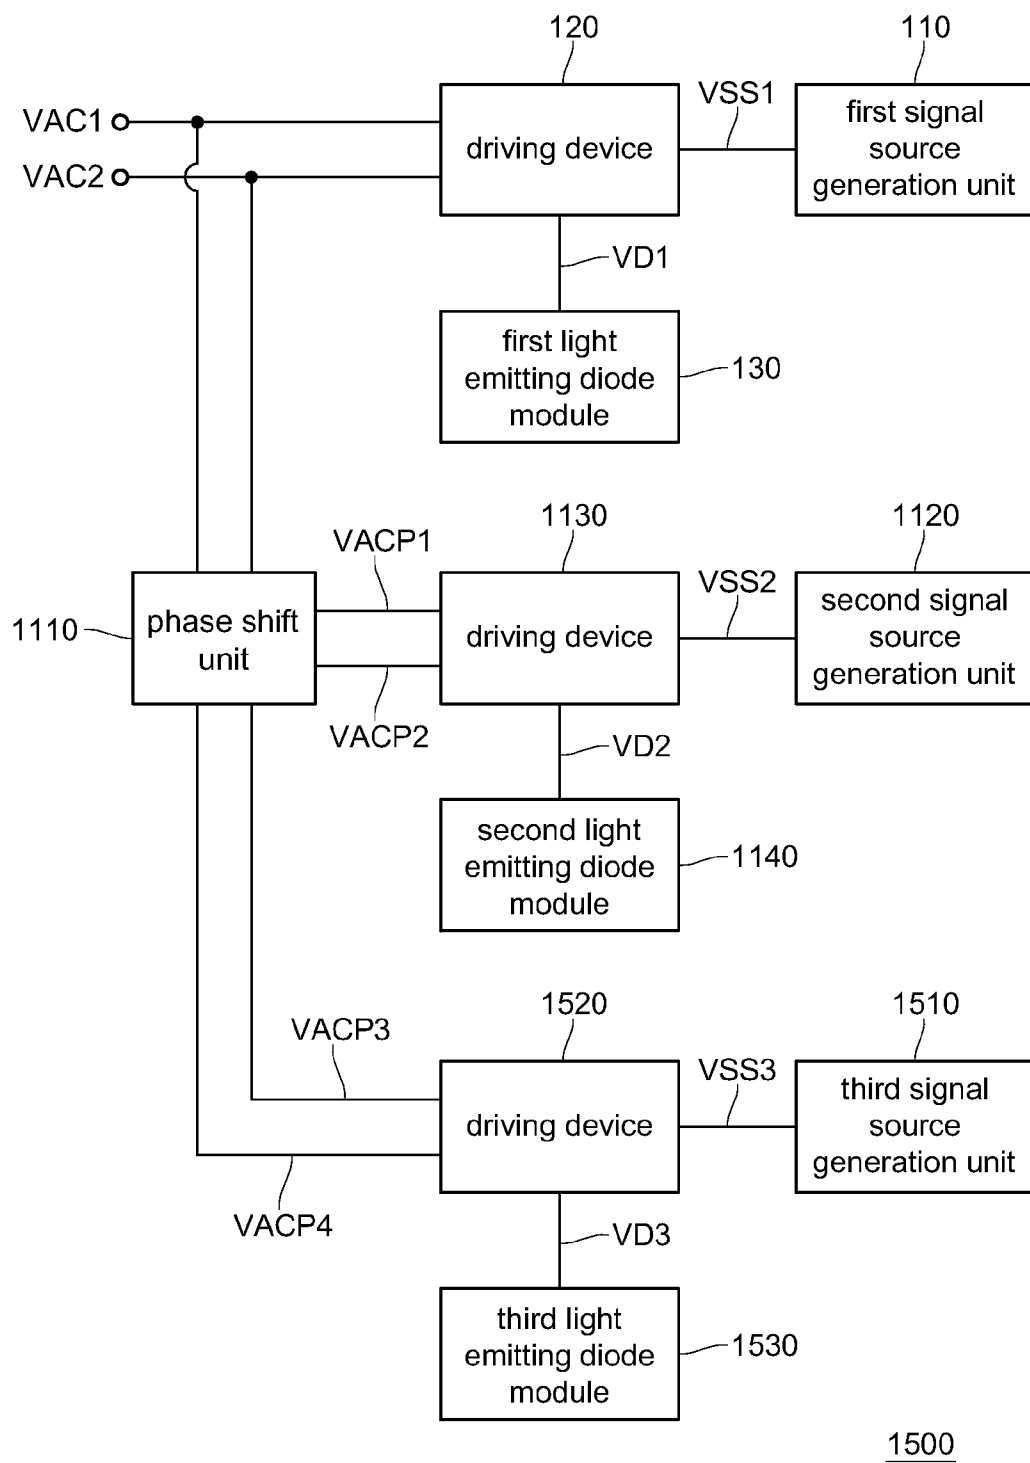 120
110
VAC1
VAC2
driving device
VSS1
first signal
source
generation unit
VD1
first light
emitting diode
module
130
1130
1120
VACP1
VSS2
1110
phase shift
unit
driving device
second signal
source
generation unit
VACP2
VD2
second light
emitting diode
module
1140
1520
1510
VACP3
VSS3
driving device
third signal
source
generation unit
VACP4
VD3
third light
emitting diode
module
1530
1500